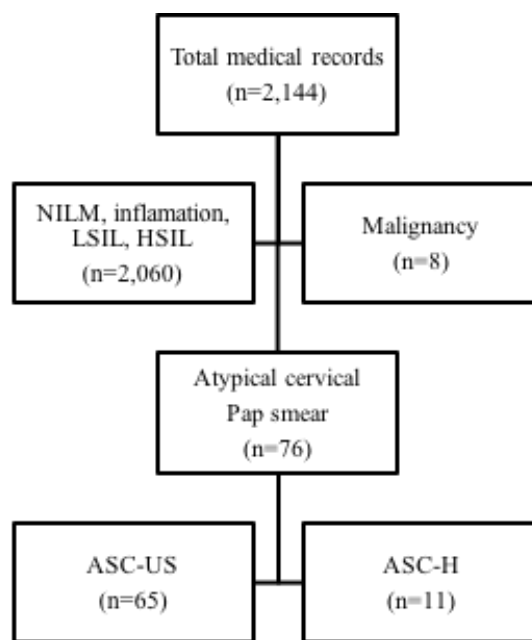 Total medical records
(n=2,144)
NILM, inflamation,
LSIL, HSIL
(n=2,060)
Malignancy
(n=8)
Atypical cervical
Pap smear
(n=76)
ASC-US
(n=65)
ASC-H
(n=11)